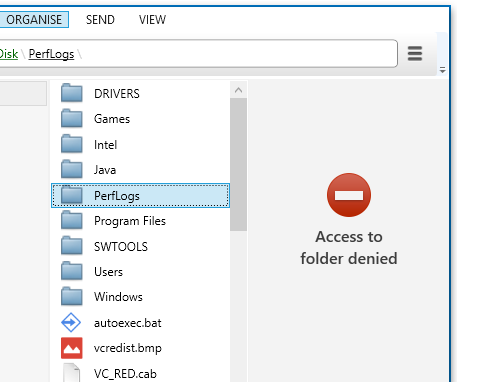 ORGANISE SEND VIEW
Disk \ PerfLogs \
DRIVERS
Games
Intel
Java
PerfLogs
Program Files
SWTOOLS
Users
Windows
autoexec.bat
vcredist.bmp
VC_RED.cab
Access to
folder denied